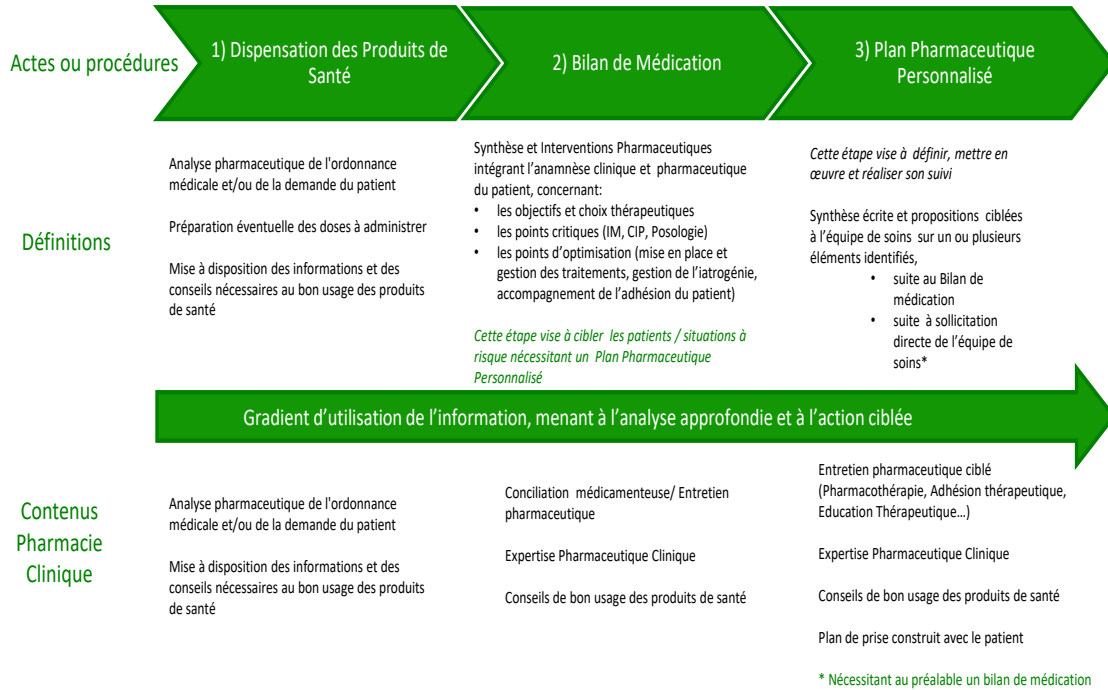 Actes ou procédures
1) Dispensation des Produits de
Santé
2) Bilan de Médication
3) Plan Pharmaceutique
Personnalisé
Définitions
Analyse pharmaceutique de l'ordonnance
médicale et/ou de la demande du patient
Préparation éventuelle des doses à administrer
Mise à disposition des informations et des
conseils nécessaires au bon usage des produits
de santé
Synthèse et Interventions Pharmaceutiques
intégrant l’anamnèse clinique et pharmaceutique
du patient, concernant:
• les objectifs et choix thérapeutiques
• les points critiques (IM, CIP, Posologie)
• les points d’optimisation (mise en place et
gestion des traitements, gestion de l’iatrogénie,
accompagnement de l’adhésion du patient)
Cette étape vise à cibler les patients / situations à
risque nécessitant un Plan Pharmaceutique
Personnalisé
Cette étape vise à définir, mettre en
œuvre et réaliser son suivi
Synthèse écrite et propositions ciblées
à l’équipe de soins sur un ou plusieurs
éléments identifiés,
• suite au Bilan de
médication
• suite à sollicitation
directe de l’équipe de
soins*
Gradient d’utilisation de l’information, menant à l’analyse approfondie et à l’action ciblée
Contenus
Pharmacie
Clinique
Analyse pharmaceutique de l'ordonnance
médicale et/ou de la demande du patient
Mise à disposition des informations et des
conseils nécessaires au bon usage des produits
de santé
Conciliation médicamenteuse/ Entretien
pharmaceutique
Expertise Pharmaceutique Clinique
Conseils de bon usage des produits de santé
Entretien pharmaceutique ciblé
(Pharmacothérapie, Adhésion thérapeutique,
Education Thérapeutique…)
Expertise Pharmaceutique Clinique
Conseils de bon usage des produits de santé
Plan de prise construit avec le patient
* Nécessitant au préalable un bilan de médication